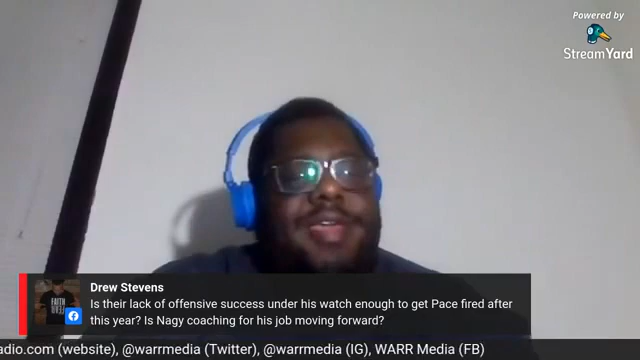 Powered by
StreamYard
FAITH
Drew Stevens
Is their lack of offensive success under his watch enough to get Pace fired after
this year? Is Nagy coaching for his job moving forward?
adio.com (website), @warrmedia (Twitter), @warrmedia (IG), WARR Media (FB)